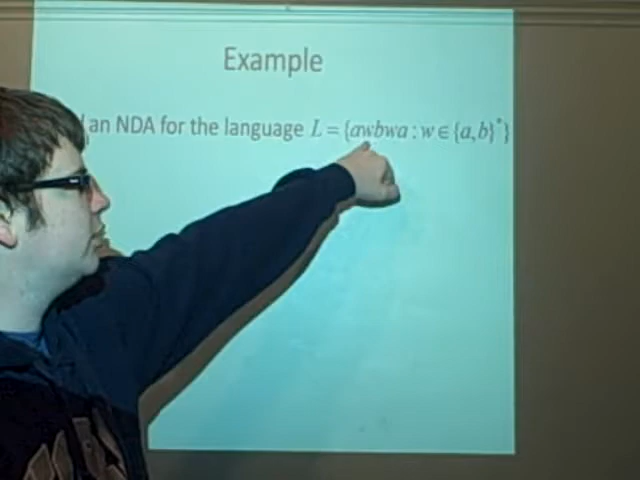 Example
an NDA for the language L = {awbwa : w ∈ {a,b}*}